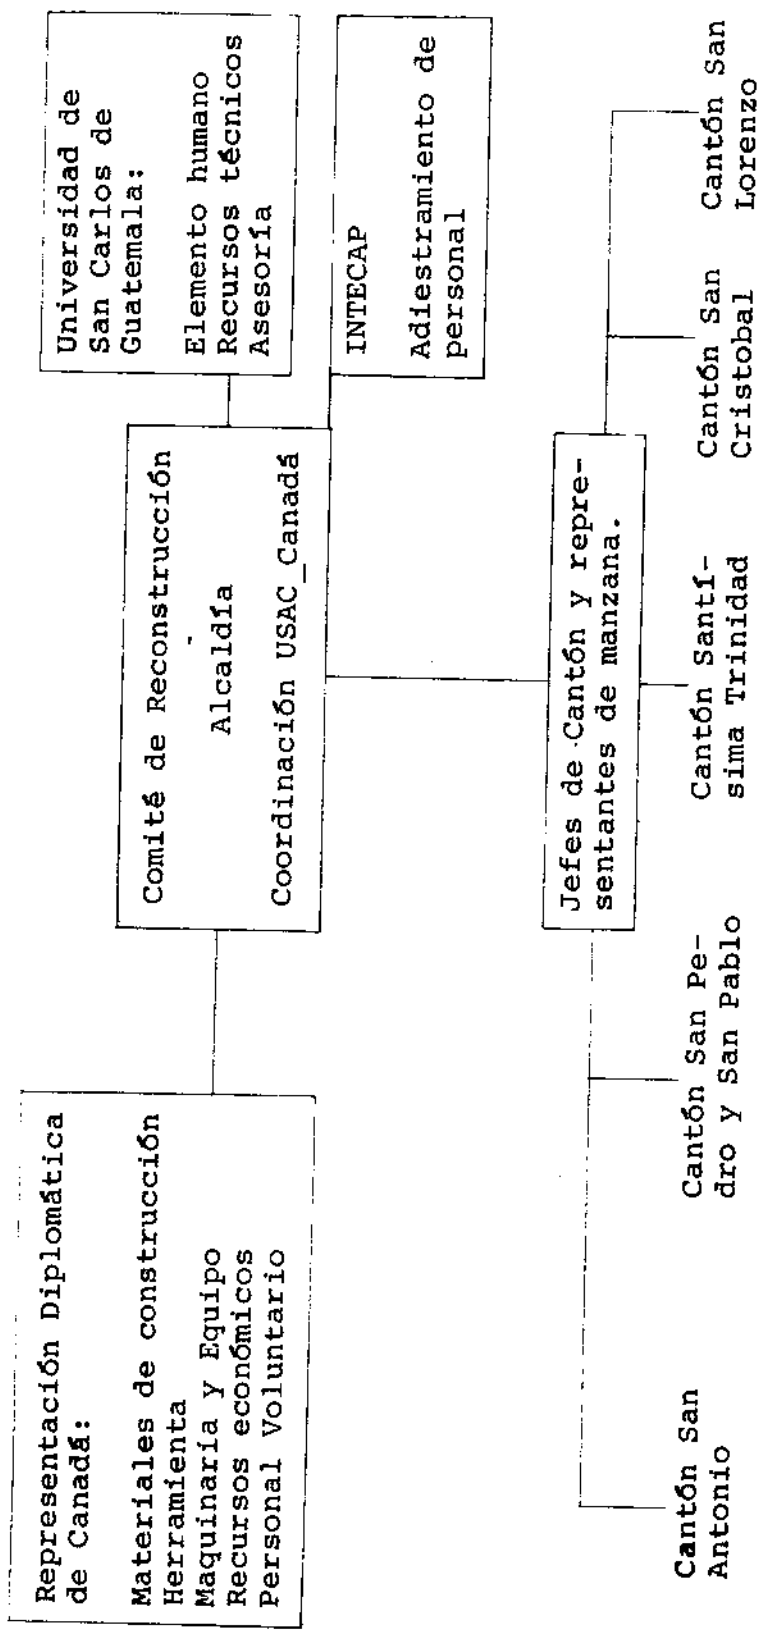 Representación Diplomática
de Canadá:
Materiales de construcción
Herramienta
Maquinaria y Equipo
Recursos económicos
Personal Voluntario
Comité de Reconstrucción
Alcaldía
Coordinación USAC_Canadá
Universidad de
San Carlos de
Guatemala:
Elemento humano
Recursos técnicos
Asesoría
INTECAP
Adiestramiento de
personal
Jefes de Cantón y repre-
sentantes de manzana.
Cantón San
Antonio
Cantón San Pe-
dro y San Pablo
Cantón Santí-
sima Trinidad
Cantón San
Cristobal
Cantón San
Lorenzo